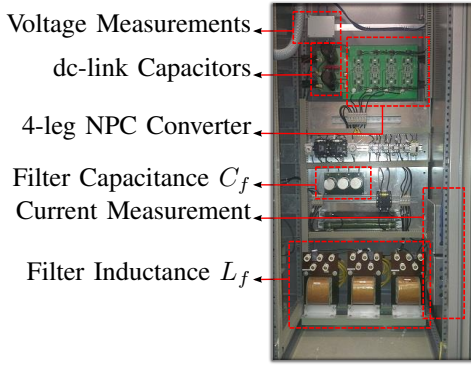 Voltage Measurements
dc-link Capacitors
4-leg NPC Converter
Filter Capacitance C_f
Current Measurement
Filter Inductance L_f